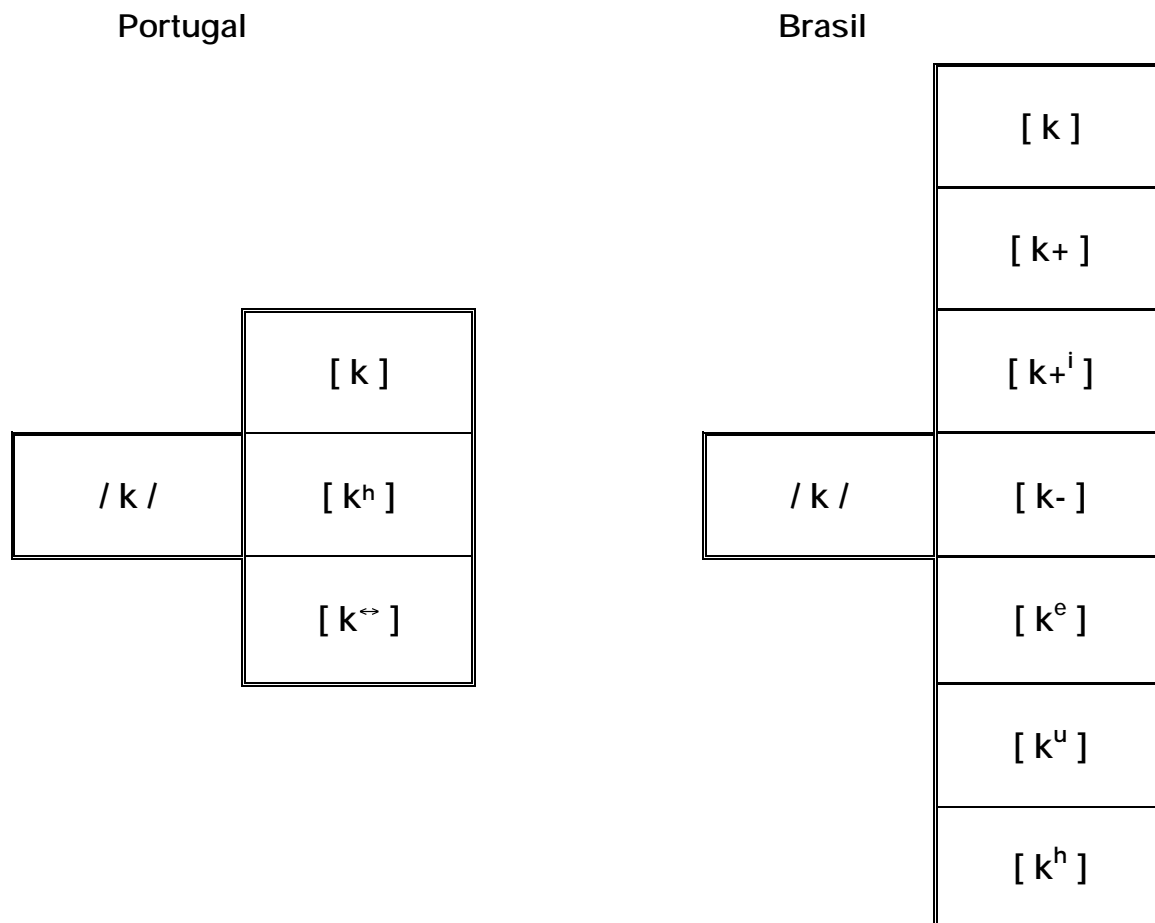 Portugal Brasil
[ k ]
[ k+ ]
[ k ] [ k+ⁱ ]
/ k / [ kʰ ] / k / [ k- ]
[ k↔ ] [ kᵉ ]
[ kᵘ ]
[ kʰ ]